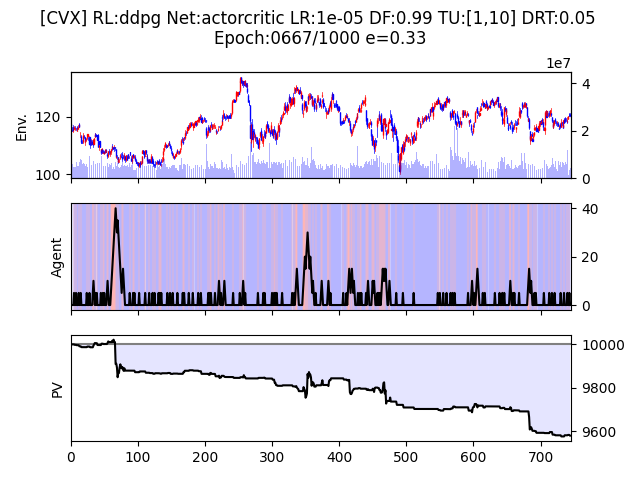 [CVX] RL:ddpg Net:actorcritic LR:1e-05 DF:0.99 TU:[1,10] DRT:0.05
Epoch:0667/1000 e=0.33
1e7
Env.
120
100
4
2
0
Agent
40
20
0
PV
10000
9800
9600
0 100 200 300 400 500 600 700